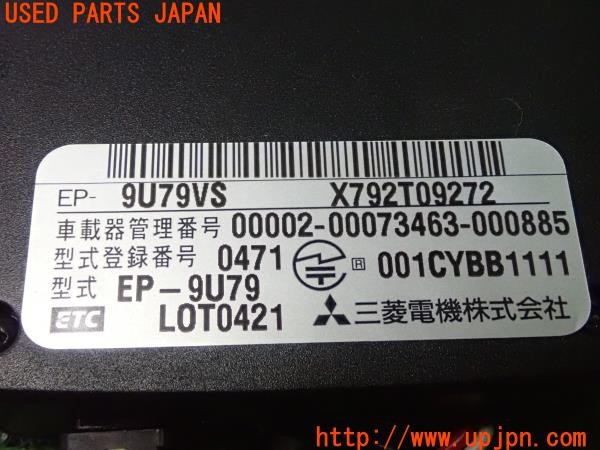 USED PARTS JAPAN
EP- 9U79VS X792T09272
車載器管理番号 00002-00073463-000885
型式登録番号 0471 R 001CYBB1111
型式 EP-9U79
ETC LOT0421 三菱電機株式会社
http://www.upjpn.com/